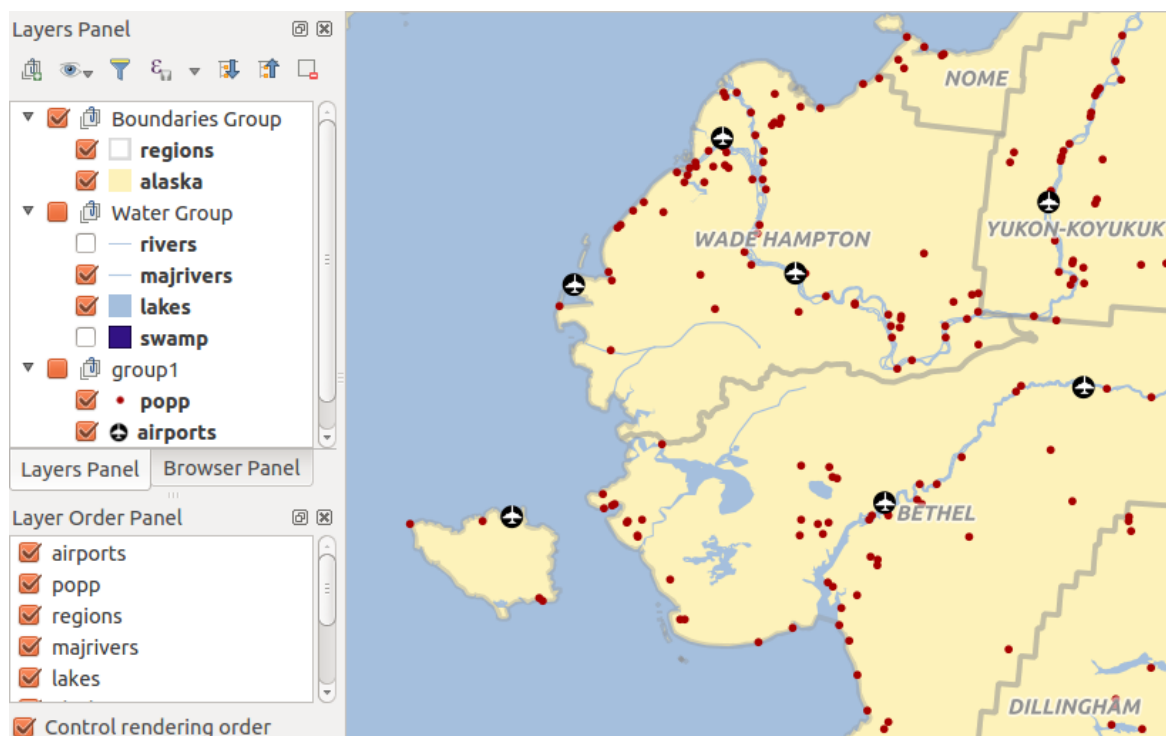 Layers Panel
Boundaries Group
regions
alaska
Water Group
rivers
majrivers
lakes
swamp
group1
popp
airports
Layers Panel
Browser Panel
Layer Order Panel
airports
popp
regions
majrivers
lakes
Control rendering order
NOME
WADE HAMPTON
YUKON-KOYUKUK
BETHEL
DILLINGHAM